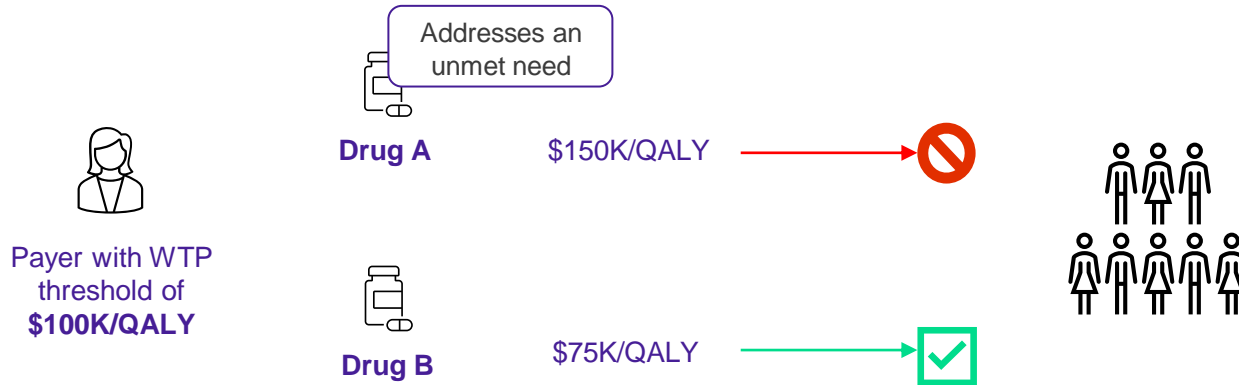 Addresses an
unmet need
Drug A
$150K/QALY
Payer with WTP
threshold of
$100K/QALY
Drug B
$75K/QALY